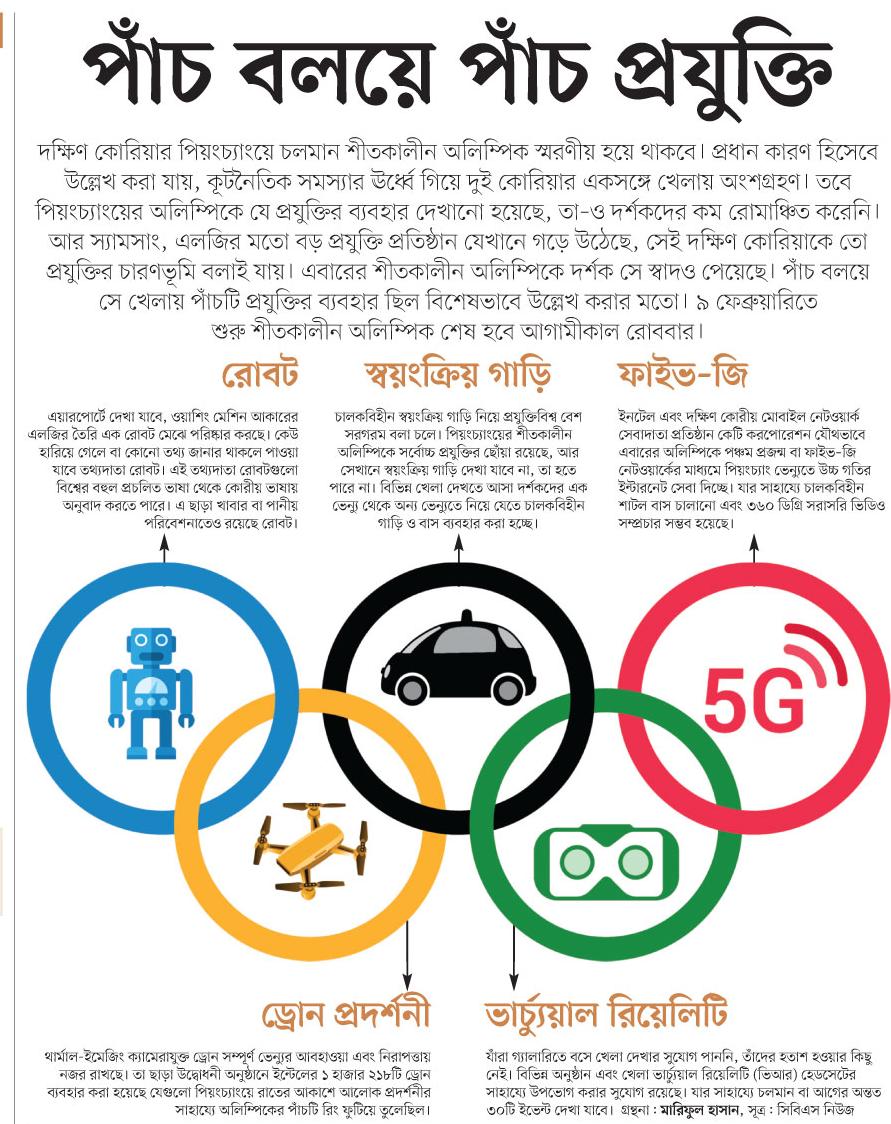 পাঁচ বলয়ে পাঁচ প্রযুক্তি
দক্ষিণ কোরিয়ার পিয়ংচ্যাংয়ে চলমান শীতকালীন অলিম্পিক স্মরণীয় হয়ে থাকবে। প্রধান কারণ হিসেবে
উল্লেখ করা যায়, কূটনৈতিক সমস্যার ঊর্ধ্বে গিয়ে দুই কোরিয়ার একসঙ্গে খেলায় অংশগ্রহণ। তবে
পিয়ংচ্যাংয়ের অলিম্পিকে যে প্রযুক্তির ব্যবহার দেখানো হয়েছে, তা-ও দর্শকদের কম রোমাঞ্চিত করেনি।
আর স্যামসাং, এলজির মতো বড় প্রযুক্তি প্রতিষ্ঠান যেখানে গড়ে উঠেছে, সেই দক্ষিণ কোরিয়াকে তো
প্রযুক্তির চারণভূমি বলাই যায়। এবারের শীতকালীন অলিম্পিকে দর্শক সে স্বাদও পেয়েছে। পাঁচ বলয়ে
সে খেলায় পাঁচটি প্রযুক্তির ব্যবহার ছিল বিশেষভাবে উল্লেখ করার মতো। ৯ ফেব্রুয়ারিতে
শুরু শীতকালীন অলিম্পিক শেষ হবে আগামীকাল রোববার।
রোবট
এয়ারপোর্টে দেখা যাবে, ওয়াশিং মেশিন আকারের
এলজির তৈরি এক রোবট মেঝে পরিষ্কার করছে। কেউ
হারিয়ে গেলে বা কোনো তথ্য জানার থাকলে পাওয়া
যাবে তথ্যদাতা রোবট। এই তথ্যদাতা রোবটগুলো
বিশ্বের বহুল প্রচলিত ভাষা থেকে কোরীয় ভাষায়
অনুবাদ করতে পারে। এ ছাড়া খাবার বা পানীয়
পরিবেশনাতেও রয়েছে রোবট।
স্বয়ংক্রিয় গাড়ি
চালকবিহীন স্বয়ংক্রিয় গাড়ি নিয়ে প্রযুক্তিবিশ্ব বেশ
সরগরম বলা চলে। পিয়ংচ্যাংয়ের শীতকালীন
অলিম্পিকে সর্বোচ্চ প্রযুক্তির ছোঁয়া রয়েছে, আর
সেখানে স্বয়ংক্রিয় গাড়ি দেখা যাবে না, তা হতে
পারে না। বিভিন্ন খেলা দেখতে আসা দর্শকদের এক
ভেন্যু থেকে অন্য ভেন্যুতে নিয়ে যেতে চালকবিহীন
গাড়ি ও বাস ব্যবহার করা হচ্ছে।
ফাইভ-জি
ইনটেল এবং দক্ষিণ কোরীয় মোবাইল নেটওয়ার্ক
সেবাদাতা প্রতিষ্ঠান কেটি করপোরেশন যৌথভাবে
এবারের অলিম্পিকে পঞ্চম প্রজন্ম বা ফাইভ-জি
নেটওয়ার্কের মাধ্যমে পিয়ংচ্যাং ভেন্যুতে উচ্চ গতির
ইন্টারনেট সেবা দিচ্ছে। যার সাহায্যে চালকবিহীন
শাটল বাস চালানো এবং ৩৬০ ডিগ্রি সরাসরি ভিডিও
সম্প্রচার সম্ভব হয়েছে।
5G
ড্রোন প্রদর্শনী
থার্মাল-ইমেজিং ক্যামেরাযুক্ত ড্রোন সম্পূর্ণ ভেন্যুর আবহাওয়া এবং নিরাপত্তায়
নজর রাখছে। তা ছাড়া উদ্বোধনী অনুষ্ঠানে ইন্টেলের ১ হাজার ২১৮টি ড্রোন
ব্যবহার করা হয়েছে যেগুলো পিয়ংচ্যাংয়ে রাতের আকাশে আলোক প্রদর্শনীর
সাহায্যে অলিম্পিকের পাঁচটি রিং ফুটিয়ে তুলেছিল।
ভার্চ্যুয়াল রিয়েলিটি
যাঁরা গ্যালারিতে বসে খেলা দেখার সুযোগ পাননি, তাঁদের হতাশ হওয়ার কিছু
নেই। বিভিন্ন অনুষ্ঠান এবং খেলা ভার্চ্যুয়াল রিয়েলিটি (ভিআর) হেডসেটের
সাহায্যে উপভোগ করার সুযোগ রয়েছে। যার সাহায্যে চলমান বা আগের অন্তত
৩০টি ইভেন্ট দেখা যাবে। গ্রন্থনা : মারিফুল হাসান, সূত্র : সিবিএস নিউজ